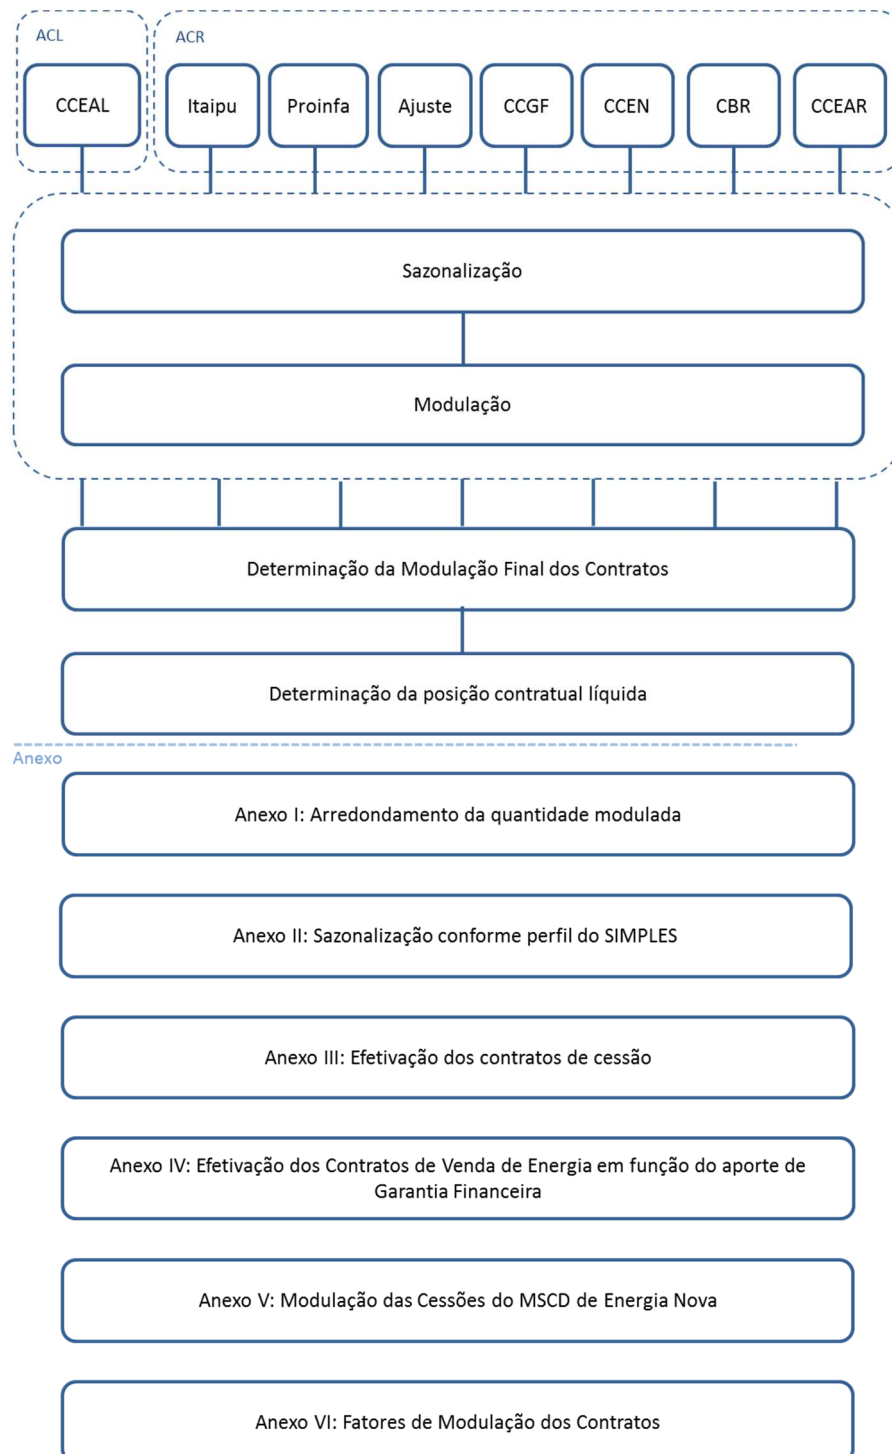 ACL
ACR
CCEAL
Itaipu
Proinfa
Ajuste
CCGF
CCEN
CBR
CCEAR
Sazonalização
Modulação
Determinação da Modulação Final dos Contratos
Determinação da posição contratual líquida
Anexo
Anexo I: Arredondamento da quantidade modulada
Anexo II: Sazonalização conforme perfil do SIMPLES
Anexo III: Efetivação dos contratos de cessão
Anexo IV: Efetivação dos Contratos de Venda de Energia em função do aporte de
Garantia Financeira
Anexo V: Modulação das Cessões do MSCD de Energia Nova
Anexo VI: Fatores de Modulação dos Contratos